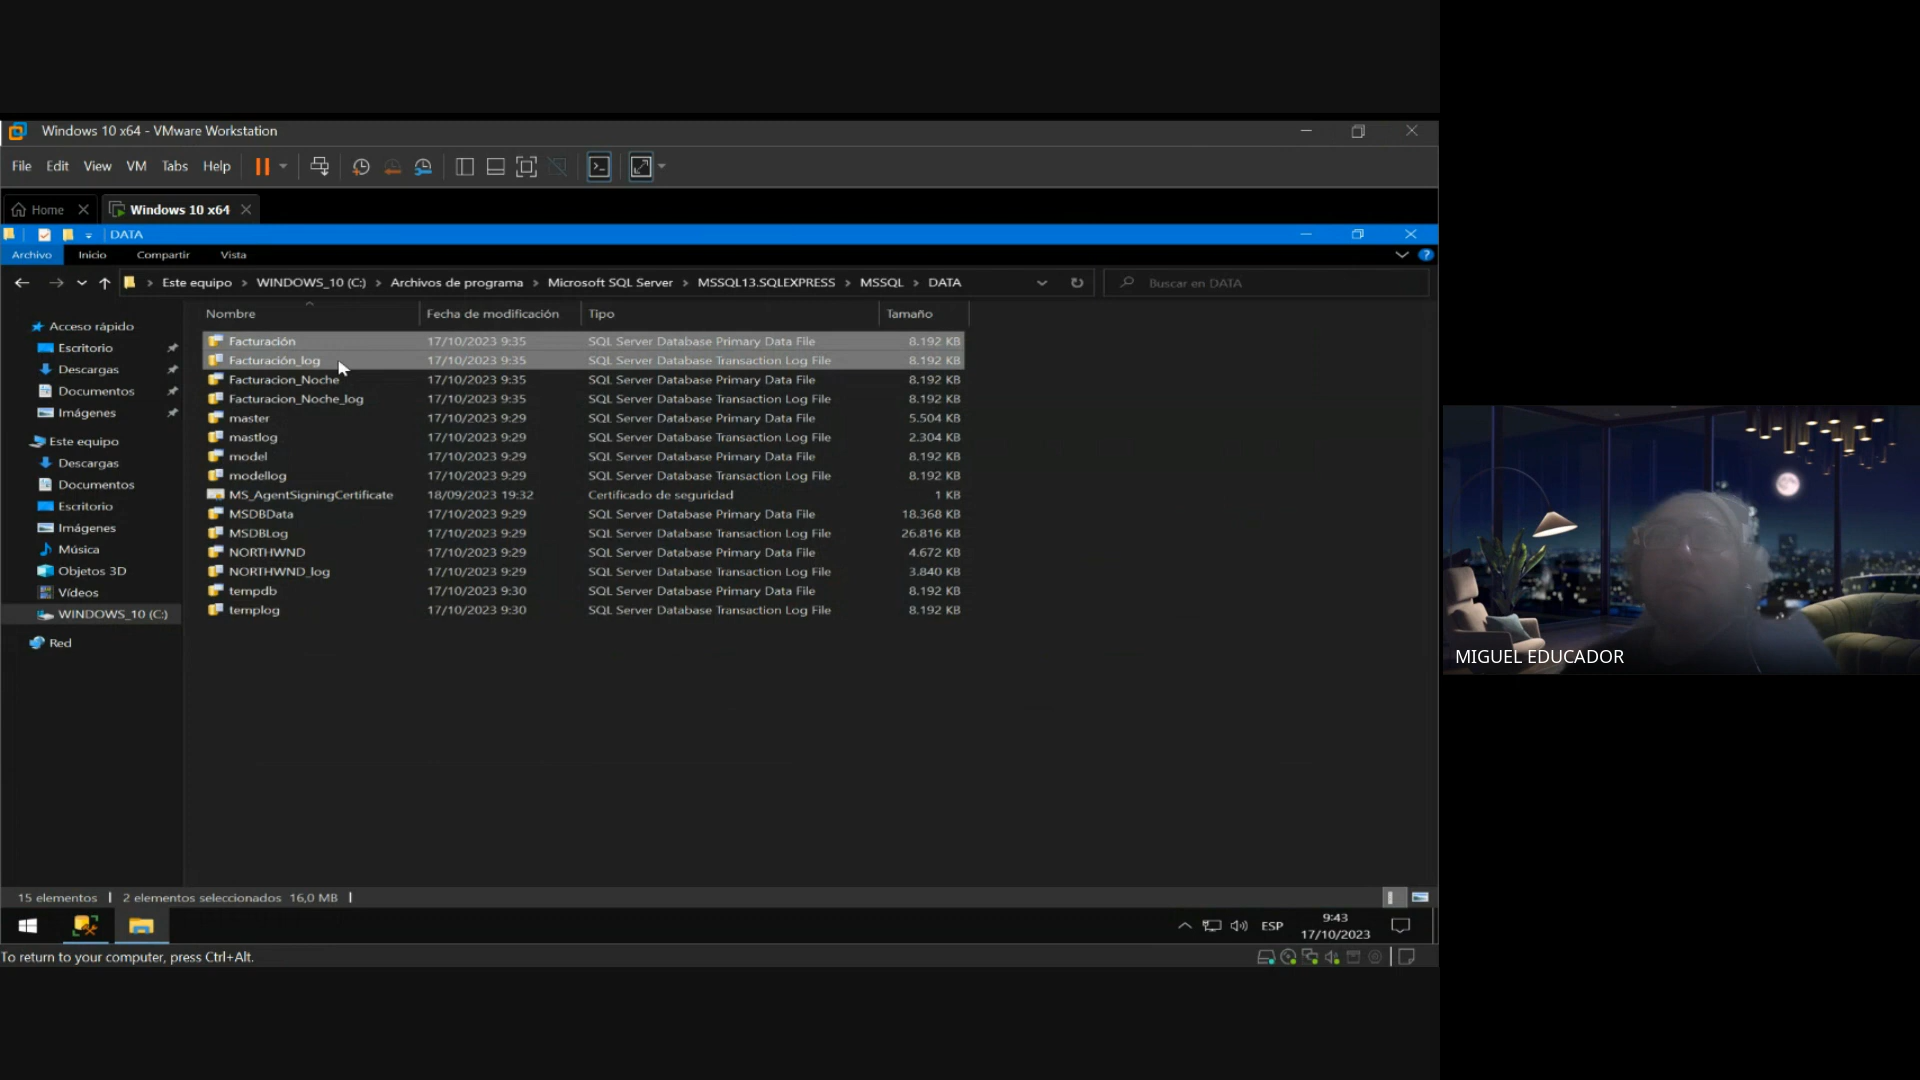 Windows 10 x64 - VMware Workstation
File Edit View VM Tabs Help
Home Windows 10 x64
DATA
Archivo Inicio Compartir Vista
Este equipo > WINDOWS_10 (C:) > Archivos de programa > Microsoft SQL Server > MSSQL13.SQLEXPRESS > MSSQL > DATA
Buscar en DATA
Nombre Fecha de modificación Tipo Tamaño
Acceso rápido
Escritorio
Descargas
Documentos
Imágenes
Este equipo
Descargas
Documentos
Escritorio
Imágenes
Música
Objetos 3D
Vídeos
WINDOWS_10 (C:)
Red
Facturación 17/10/2023 9:35 SQL Server Database Primary Data File 8.192 KB
Facturación_log 17/10/2023 9:35 SQL Server Database Transaction Log File 8.192 KB
Facturacion_Noche 17/10/2023 9:35 SQL Server Database Primary Data File 8.192 KB
Facturacion_Noche_log 17/10/2023 9:35 SQL Server Database Transaction Log File 8.192 KB
master 17/10/2023 9:29 SQL Server Database Primary Data File 5.504 KB
mastlog 17/10/2023 9:29 SQL Server Database Transaction Log File 2.304 KB
model 17/10/2023 9:29 SQL Server Database Primary Data File 8.192 KB
modellog 17/10/2023 9:29 SQL Server Database Transaction Log File 8.192 KB
MS_AgentSigningCertificate 18/09/2023 19:32 Certificado de seguridad 1 KB
MSDBData 17/10/2023 9:29 SQL Server Database Primary Data File 18.368 KB
MSDBLog 17/10/2023 9:29 SQL Server Database Transaction Log File 26.816 KB
NORTHWND 17/10/2023 9:29 SQL Server Database Primary Data File 4.672 KB
NORTHWND_log 17/10/2023 9:29 SQL Server Database Transaction Log File 3.840 KB
tempdb 17/10/2023 9:30 SQL Server Database Primary Data File 8.192 KB
templog 17/10/2023 9:30 SQL Server Database Transaction Log File 8.192 KB
MIGUEL EDUCADOR
15 elementos 2 elementos seleccionados 16,0 MB
ESP
9:43
17/10/2023
To return to your computer, press Ctrl+Alt.